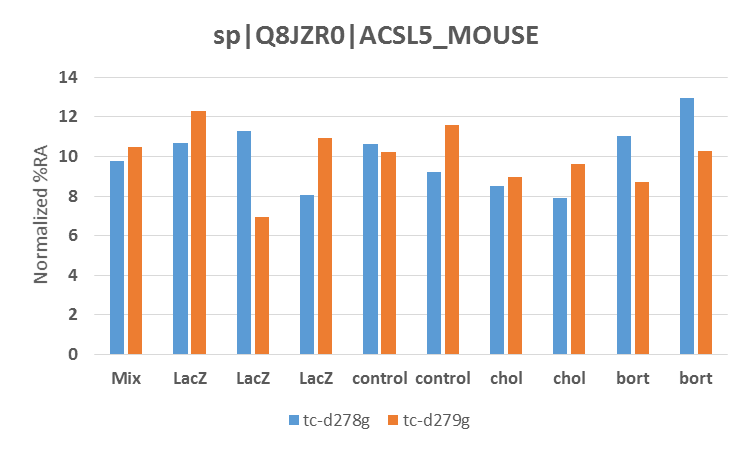 sp|Q8JZR0|ACSL5_MOUSE
Normalized %RA
14
12
10
8
6
4
2
0
Mix LacZ LacZ LacZ control control chol chol bort bort
tc-d278g tc-d279g